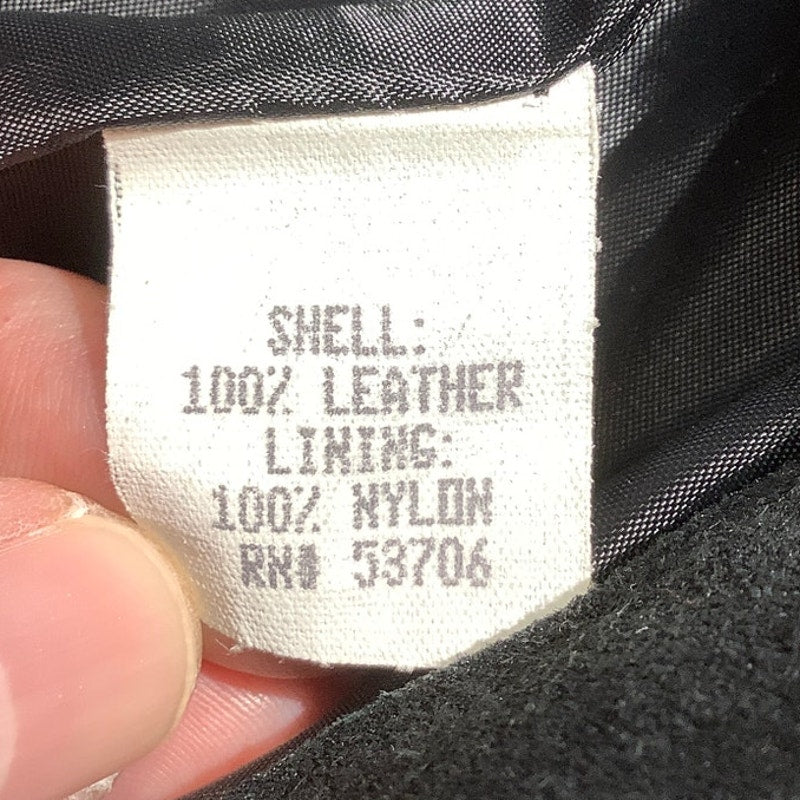 SHELL:
100% LEATHER
LINING:
100% NYLON
RN# 53706